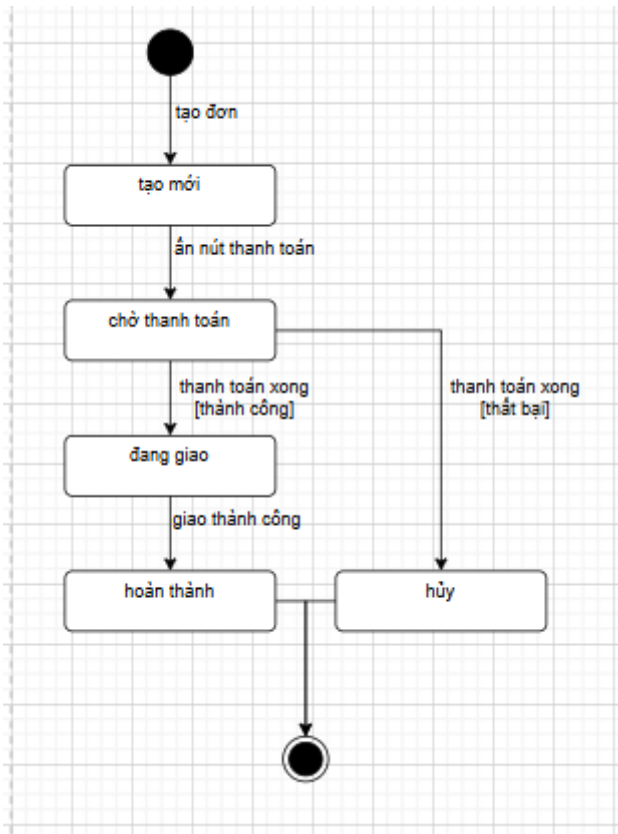 tạo đơn
tạo mới
ấn nút thanh toán
chờ thanh toán
thanh toán xong
[thành công]
thanh toán xong
[thất bại]
đang giao
giao thành công
hoàn thành
hủy